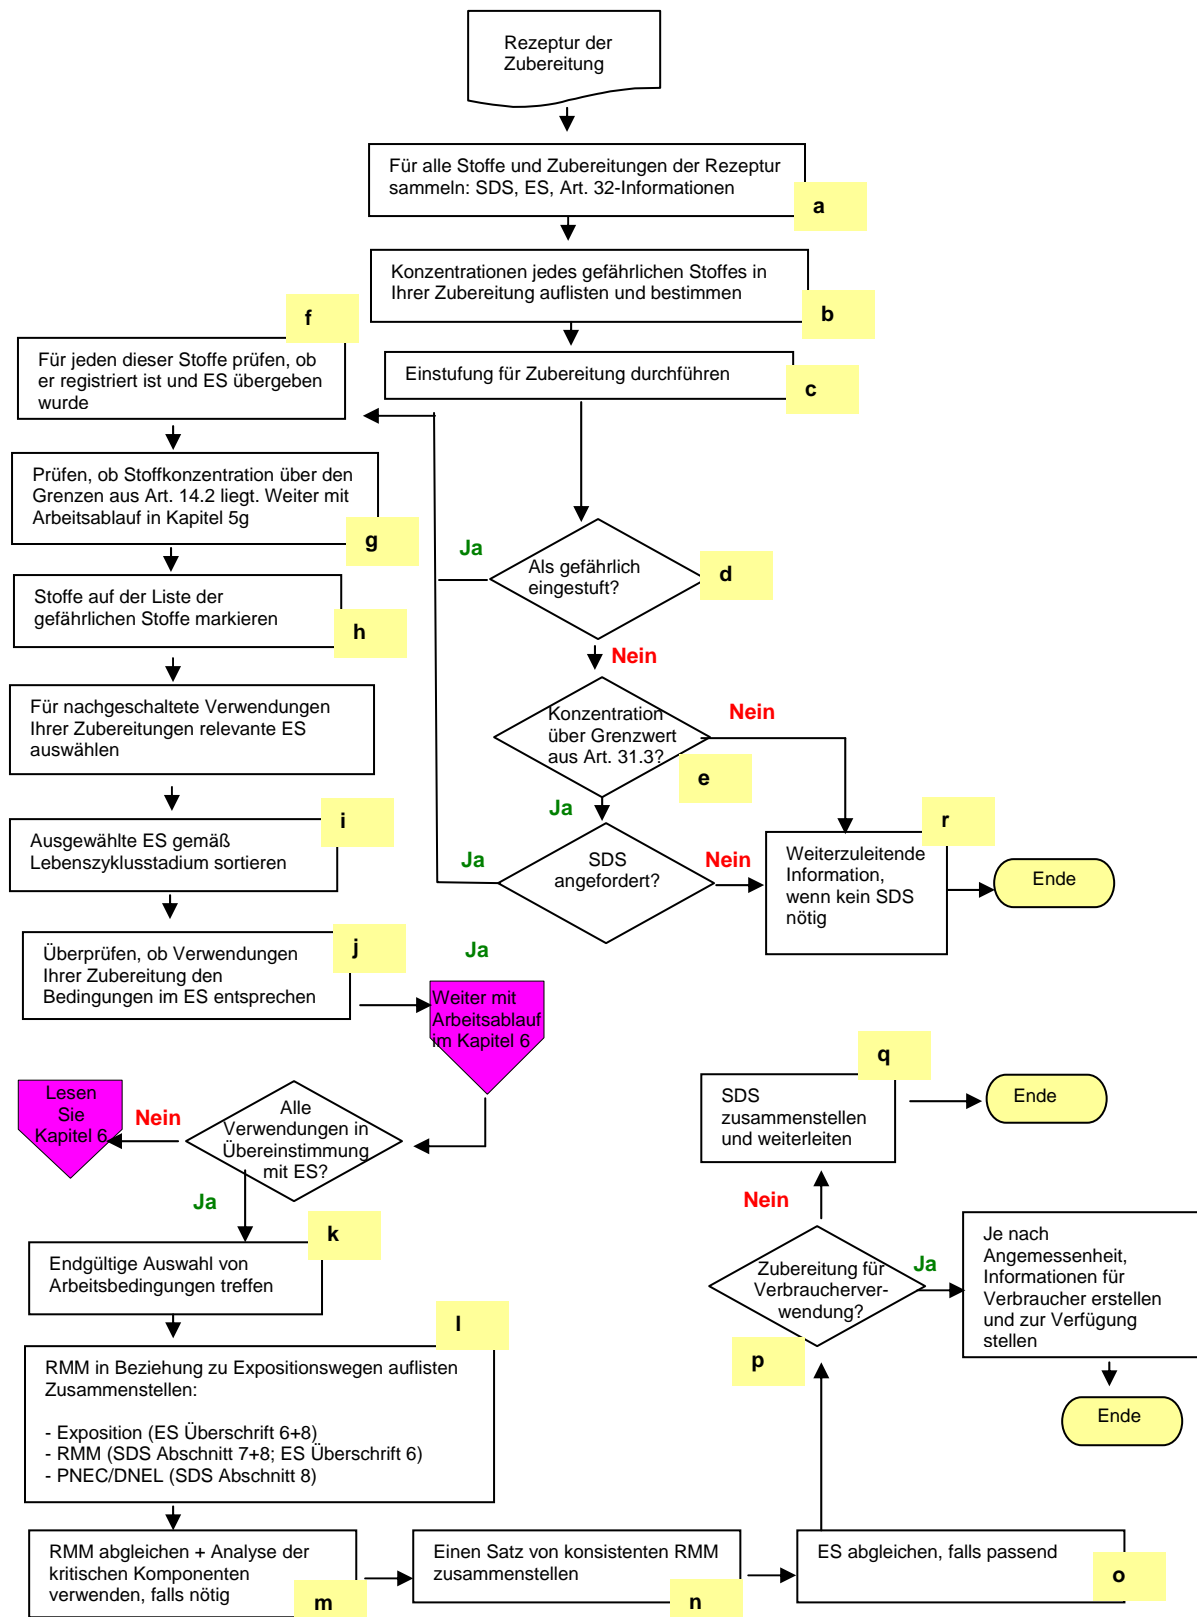 Rezeptur der
Zubereitung
Für alle Stoffe und Zubereitungen der Rezeptur
sammeln: SDS, ES, Art. 32-Informationen
a
Konzentrationen jedes gefährlichen Stoffes in
Ihrer Zubereitung auflisten und bestimmen
b
f
Für jeden dieser Stoffe prüfen, ob
er registriert ist und ES übergeben
wurde
Einstufung für Zubereitung durchführen
c
Prüfen, ob Stoffkonzentration über den
Grenzen aus Art. 14.2 liegt. Weiter mit
Arbeitsablauf in Kapitel 5g
g
Ja
Als gefährlich
eingestuft?
d
Stoffe auf der Liste der
gefährlichen Stoffe markieren
h
Nein
Für nachgeschaltete Verwendungen
Ihrer Zubereitungen relevante ES
auswählen
Konzentration
über Grenzwert
aus Art. 31.3?
Nein
e
Ja
i
Ausgewählte ES gemäß
Lebenszyklusstadium sortieren
Ja
SDS
angefordert?
Nein
r
Weiterzuleitende
Information,
wenn kein SDS
nötig
Ende
j
Überprüfen, ob Verwendungen
Ihrer Zubereitung den
Bedingungen im ES entsprechen
Ja
Weiter mit
Arbeitsablauf
im Kapitel 6
q
SDS
zusammenstellen
und weiterleiten
Ende
Lesen
Sie
Kapitel 6
Nein
Alle
Verwendungen in
Übereinstimmung
mit ES?
Ja
Nein
k
Endgültige Auswahl von
Arbeitsbedingungen treffen
Zubereitung für
Verbraucherver-
wendung?
Ja
p
Je nach
Angemessenheit,
Informationen für
Verbraucher erstellen
und zur Verfügung
stellen
Ende
l
RMM in Beziehung zu Expositionswegen auflisten
Zusammenstellen:
- Exposition (ES Überschrift 6+8)
- RMM (SDS Abschnitt 7+8; ES Überschrift 6)
- PNEC/DNEL (SDS Abschnitt 8)
RMM abgleichen + Analyse der
kritischen Komponenten
verwenden, falls nötig
m
Einen Satz von konsistenten RMM
zusammenstellen
n
ES abgleichen, falls passend
o